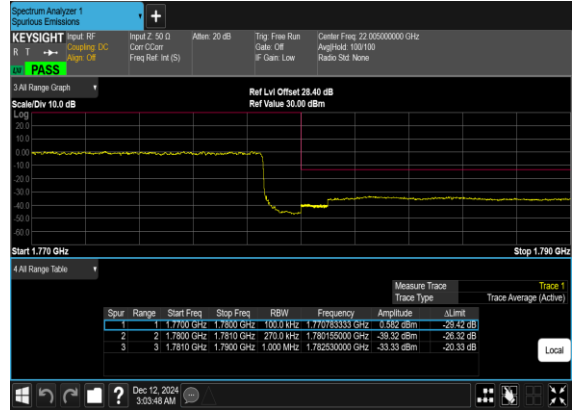 Spectrum Analyzer 1
Spurious Emissions
+
KEYSIGHT Input: RF Input Z: 50 Ω Atten: 20 dB Trig: Free Run Center Freq: 22.005000000 GHz
R T Coupling: DC Corr CCorr Gate: Off Avg|Hold: 100/100
Align: Off Freq Ref: Int (S) IF Gain: Low Radio Std: None
PASS
3 All Range Graph
Ref Lvl Offset 28.40 dB
Scale/Div 10.0 dB Ref Value 30.00 dBm
Log
20.0
10.0
0.00
-10.0
-20.0
-30.0
-40.0
-50.0
-60.0
Start 1.770 GHz Stop 1.790 GHz
4 All Range Table
Measure Trace Trace 1
Trace Type Trace Average (Active)
Spur Range Start Freq Stop Freq RBW Frequency Amplitude ΔLimit
1 1 1.7700 GHz 1.7800 GHz 100.0 kHz 1.770783333 GHz 0.582 dBm -29.42 dB
2 2 1.7800 GHz 1.7810 GHz 270.0 kHz 1.780155000 GHz -39.32 dBm -26.32 dB
3 3 1.7810 GHz 1.7900 GHz 1.000 MHz 1.782530000 GHz -33.33 dBm -20.33 dB
Local
?
Dec 12, 2024
3:03:48 AM